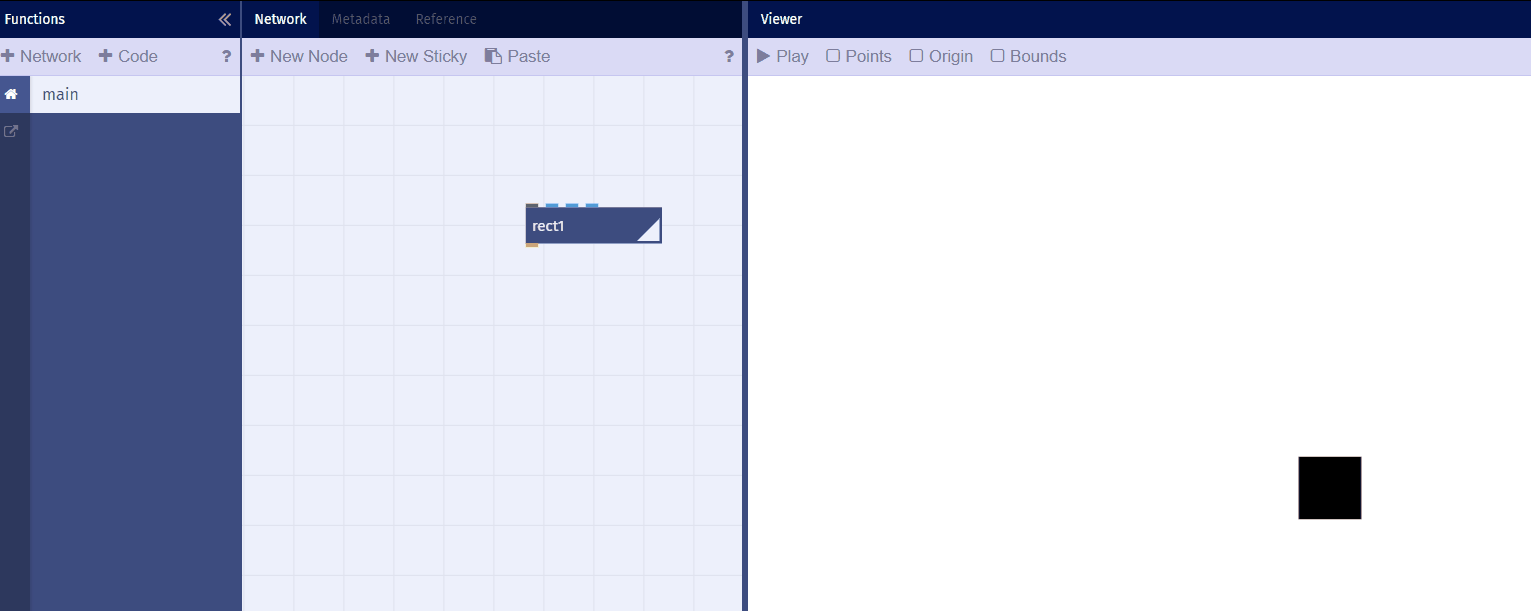 Functions
Network Metadata Reference
Viewer
Network Code ?
New Node New Sticky Paste ?
Play Points Origin Bounds
main
rect1